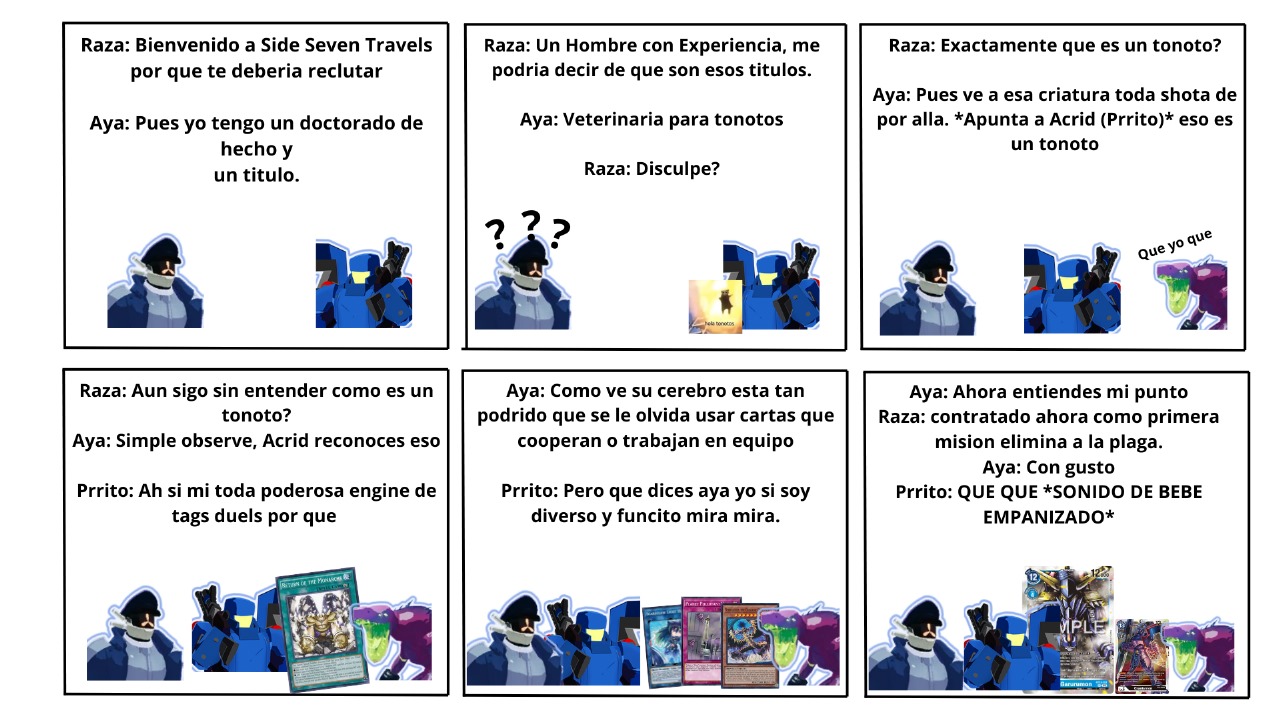 Raza: Bienvenido a Side Seven Travels
por que te deberia reclutar
Aya: Pues yo tengo un doctorado de
hecho y
un titulo.
Raza: Un Hombre con Experiencia, me
podria decir de que son esos titulos.
Aya: Veterinaria para tonotos
Raza: Disculpe?
? ? ?
hola tonotos
Raza: Exactamente que es un tonoto?
Aya: Pues ve a esa criatura toda shota de
por alla. *Apunta a Acrid (Prrito)* eso es
un tonoto
Que yo que
Raza: Aun sigo sin entender como es un
tonoto?
Aya: Simple observe, Acrid reconoces eso
Prrito: Ah si mi toda poderosa engine de
tags duels por que
RETURN OF THE MONARCHS
Aya: Como ve su cerebro esta tan
podrido que se le olvida usar cartas que
cooperan o trabajan en equipo
Prrito: Pero que dices aya yo si soy
diverso y funcito mira mira.
Aya: Ahora entiendes mi punto
Raza: contratado ahora como primera
mision elimina a la plaga.
Aya: Con gusto
Prrito: QUE QUE *SONIDO DE BEBE
EMPANIZADO*
12
MPLE
Garurumon